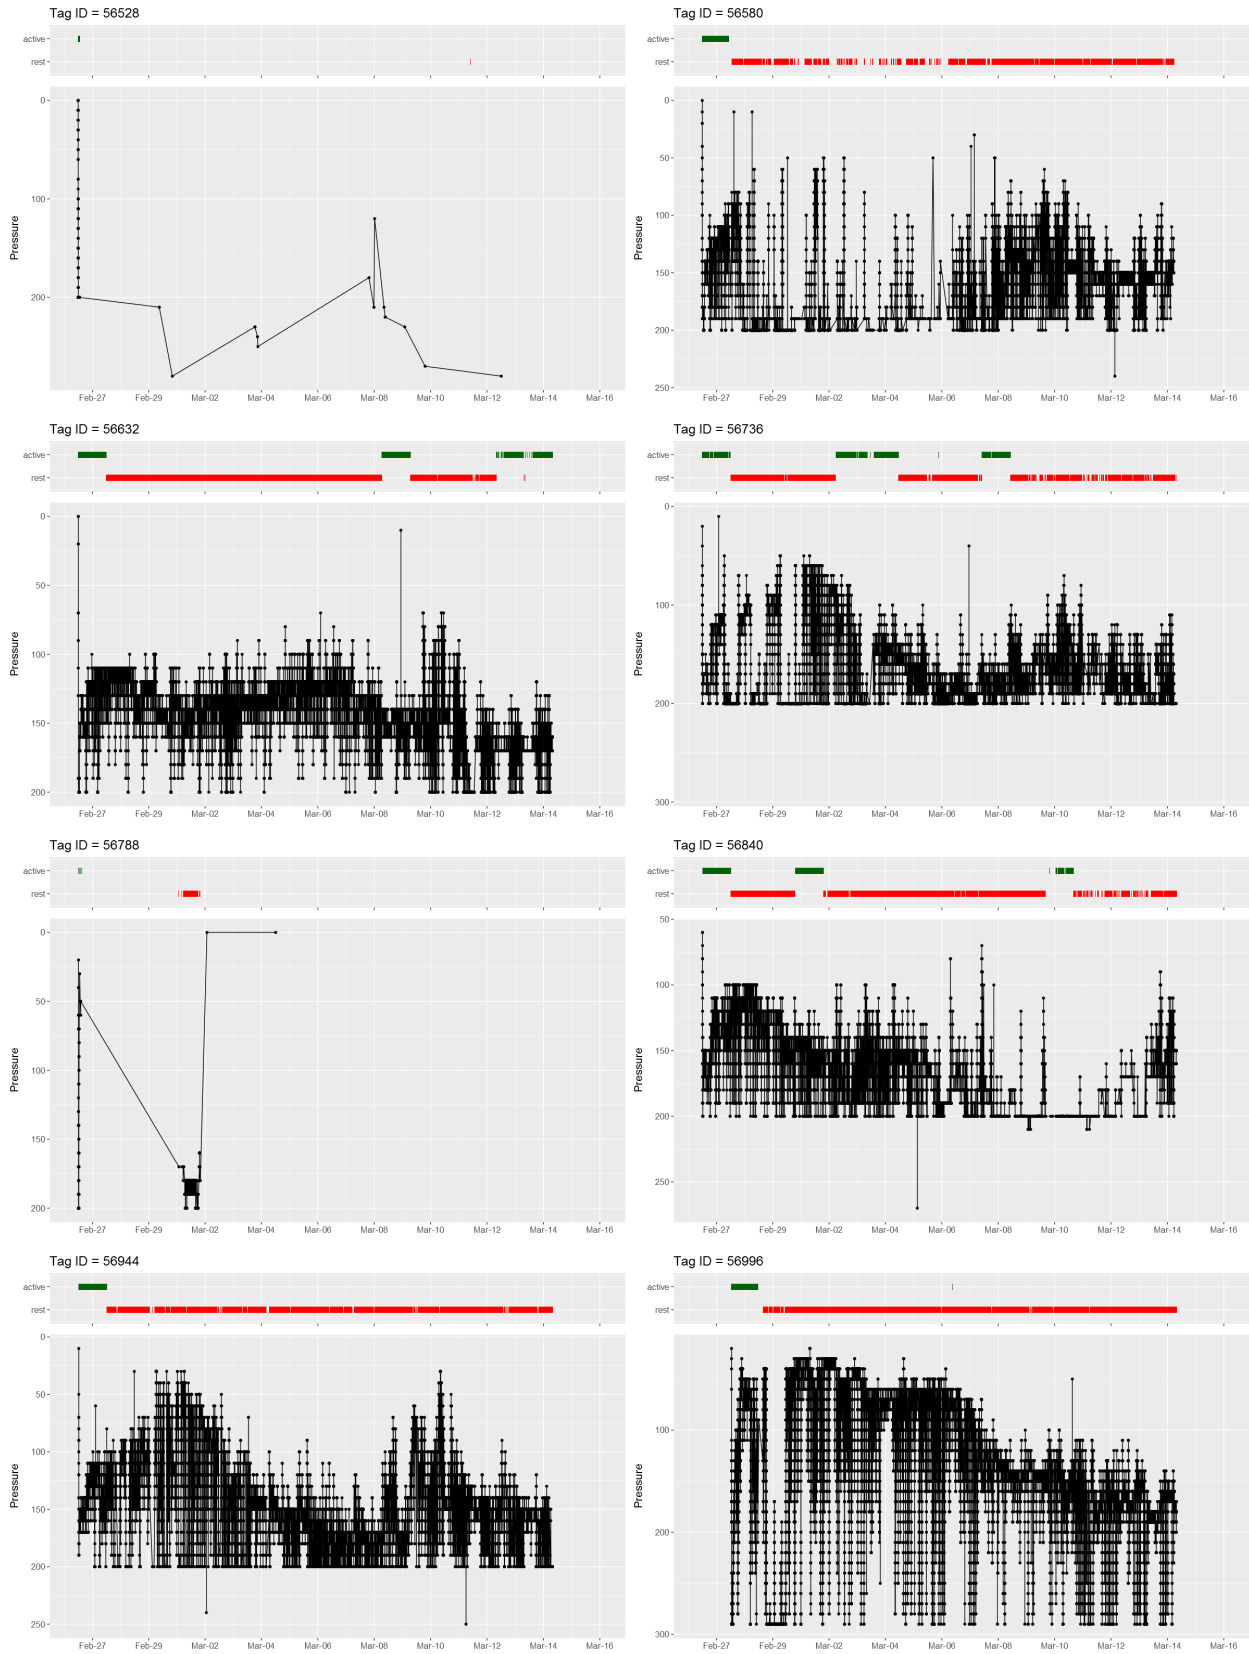 Tag ID = 56528
active
rest
0
100
200
Pressure
Feb-27 Feb-29 Mar-02 Mar-04 Mar-06 Mar-08 Mar-10 Mar-12 Mar-14 Mar-16
Tag ID = 56580
active
rest
0
50
100
150
200
250
Pressure
Feb-27 Feb-29 Mar-02 Mar-04 Mar-06 Mar-08 Mar-10 Mar-12 Mar-14 Mar-16
Tag ID = 56632
active
rest
0
50
100
150
200
Pressure
Feb-27 Feb-29 Mar-02 Mar-04 Mar-06 Mar-08 Mar-10 Mar-12 Mar-14 Mar-16
Tag ID = 56736
active
rest
0
100
200
300
Pressure
Feb-27 Feb-29 Mar-02 Mar-04 Mar-06 Mar-08 Mar-10 Mar-12 Mar-14 Mar-16
Tag ID = 56788
active
rest
0
50
100
150
200
Pressure
Feb-27 Feb-29 Mar-02 Mar-04 Mar-06 Mar-08 Mar-10 Mar-12 Mar-14 Mar-16
Tag ID = 56840
active
rest
50
100
150
200
250
Pressure
Feb-27 Feb-29 Mar-02 Mar-04 Mar-06 Mar-08 Mar-10 Mar-12 Mar-14 Mar-16
Tag ID = 56944
active
rest
0
50
100
150
200
250
Pressure
Feb-27 Feb-29 Mar-02 Mar-04 Mar-06 Mar-08 Mar-10 Mar-12 Mar-14 Mar-16
Tag ID = 56996
active
rest
100
200
300
Pressure
Feb-27 Feb-29 Mar-02 Mar-04 Mar-06 Mar-08 Mar-10 Mar-12 Mar-14 Mar-16